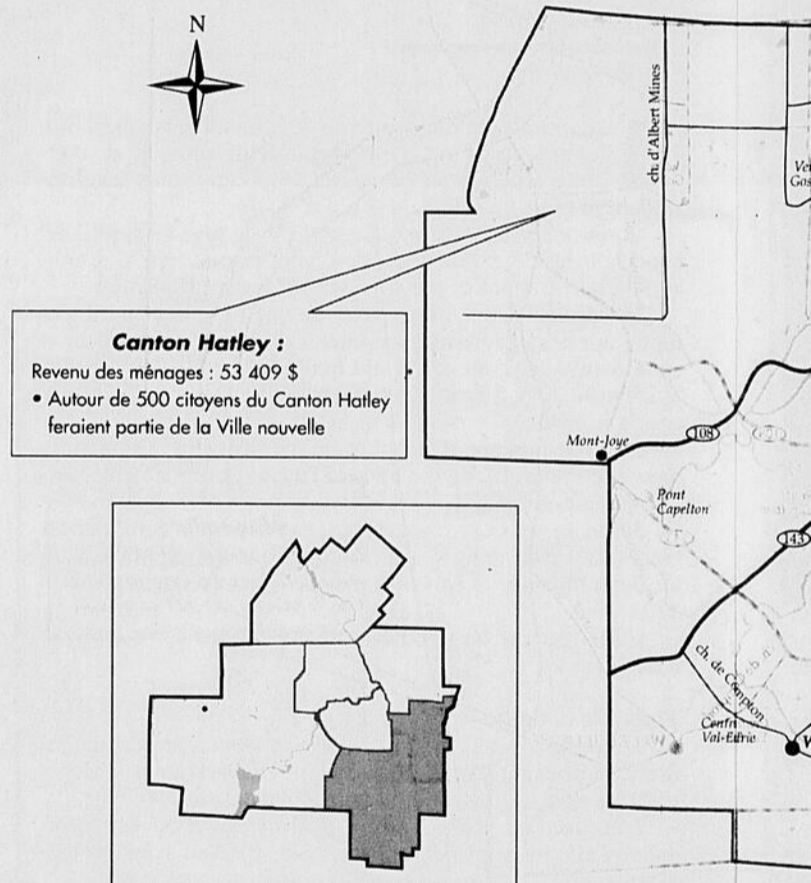 N
ch. d'Albert Mines
Canton Hatley :
Revenu des ménages : 53 409 $
• Autour de 500 citoyens du Canton Hatley
feraient partie de la Ville nouvelle
Mont-Joye
108
Pont
Capelton
143
ch. de Compton
Val-Estrie